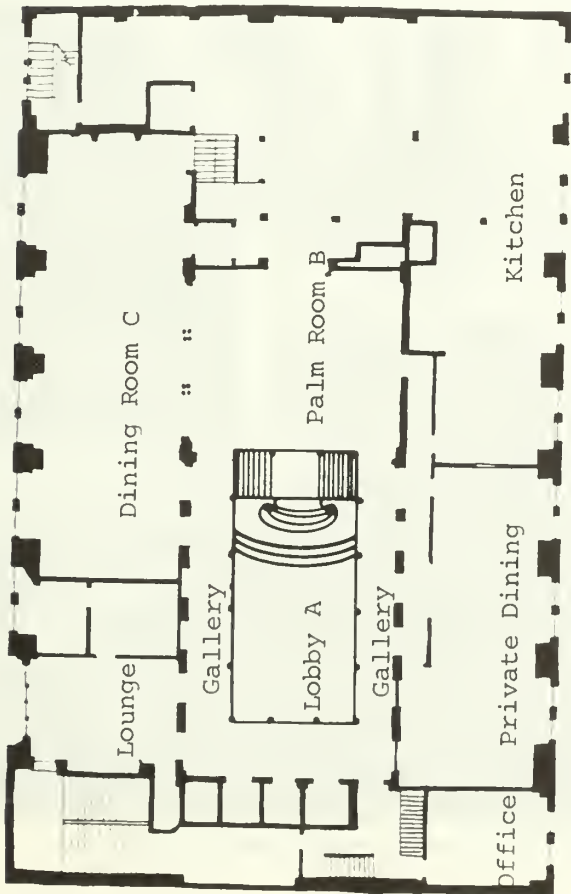 Dining Room C
Lounge
Gallery
Lobby A
Palm Room B
Gallery
Private Dining
Kitchen
Office